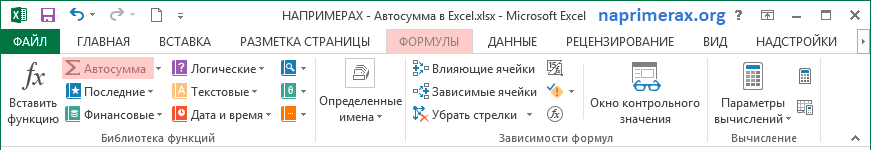 НАПРИМЕРАХ - Автосумма в Excel.xlsx - Microsoft Excel naprimerax.org
ФАЙЛ ГЛАВНАЯ ВСТАВКА РАЗМЕТКА СТРАНИЦЫ ФОРМУЛЫ ДАННЫЕ РЕЦЕНЗИРОВАНИЕ ВИД НАДСТРОЙКИ
fx Вставить функцию
Σ Автосумма
Последние
Финансовые
Логические
Текстовые
Дата и время
Библиотека функций
Определенные имена
Влияющие ячейки
Зависимые ячейки
Убрать стрелки
Окно контрольного значения
Зависимости формул
Параметры вычислений
Вычисление